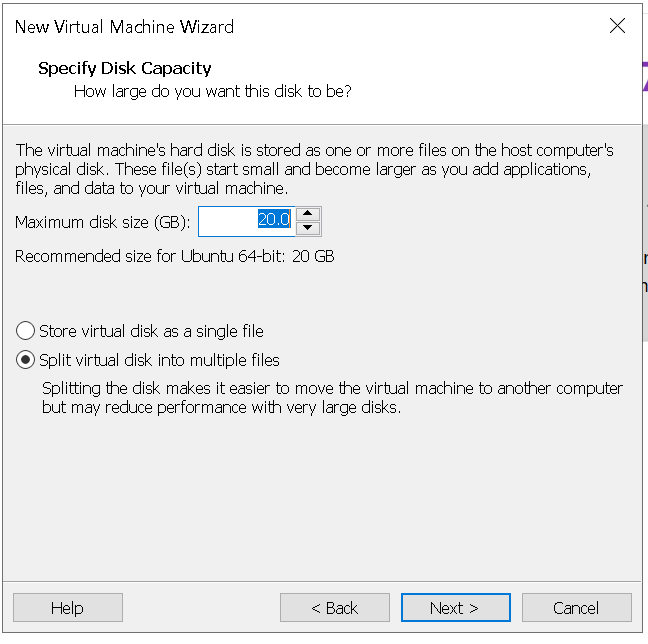 New Virtual Machine Wizard
Specify Disk Capacity
How large do you want this disk to be?
The virtual machine's hard disk is stored as one or more files on the host computer's
physical disk. These file(s) start small and become larger as you add applications,
files, and data to your virtual machine.
Maximum disk size (GB): 20.0
Recommended size for Ubuntu 64-bit: 20 GB
Store virtual disk as a single file
Split virtual disk into multiple files
Splitting the disk makes it easier to move the virtual machine to another computer
but may reduce performance with very large disks.
Help < Back Next > Cancel